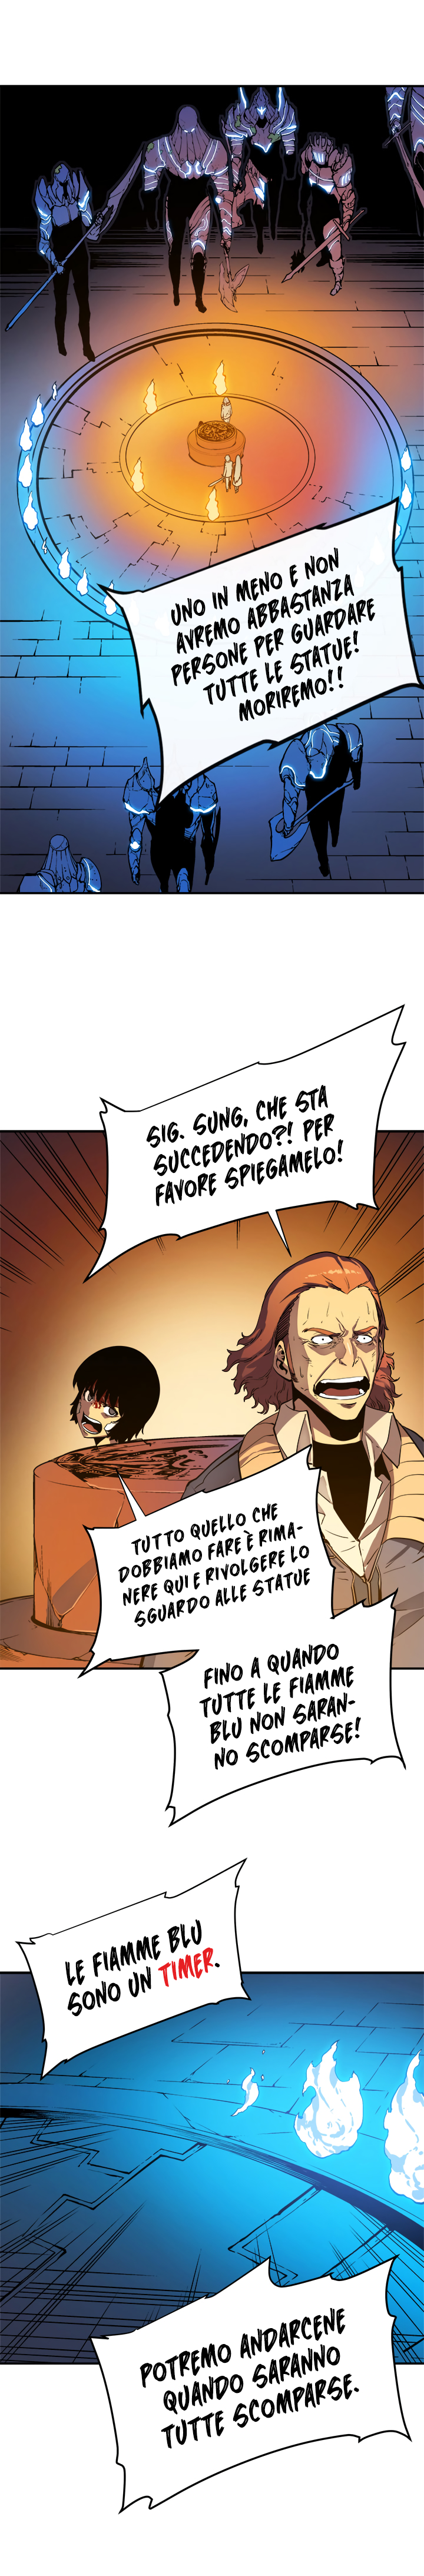 UNO IN MENO E NON
AVREMO ABBASTANZA
PERSONE PER GUARDARE
TUTTE LE STATUE!
MORIREMO!!
SIG. SUNG, CHE STA
SUCCEDENDO?! PER
FAVORE SPIEGAMELO!
TUTTO QUELLO CHE
DOBBIAMO FARE È RIMA-
NERE QUI E RIVOLGERE LO
SGUARDO ALLE STATUE
FINO A QUANDO
TUTTE LE FIAMME
BLU NON SARAN-
NO SCOMPARSE!
LE FIAMME BLU
SONO UN TIMER.
POTREMO ANDARCENE
QUANDO SARANNO
TUTTE SCOMPARSE.